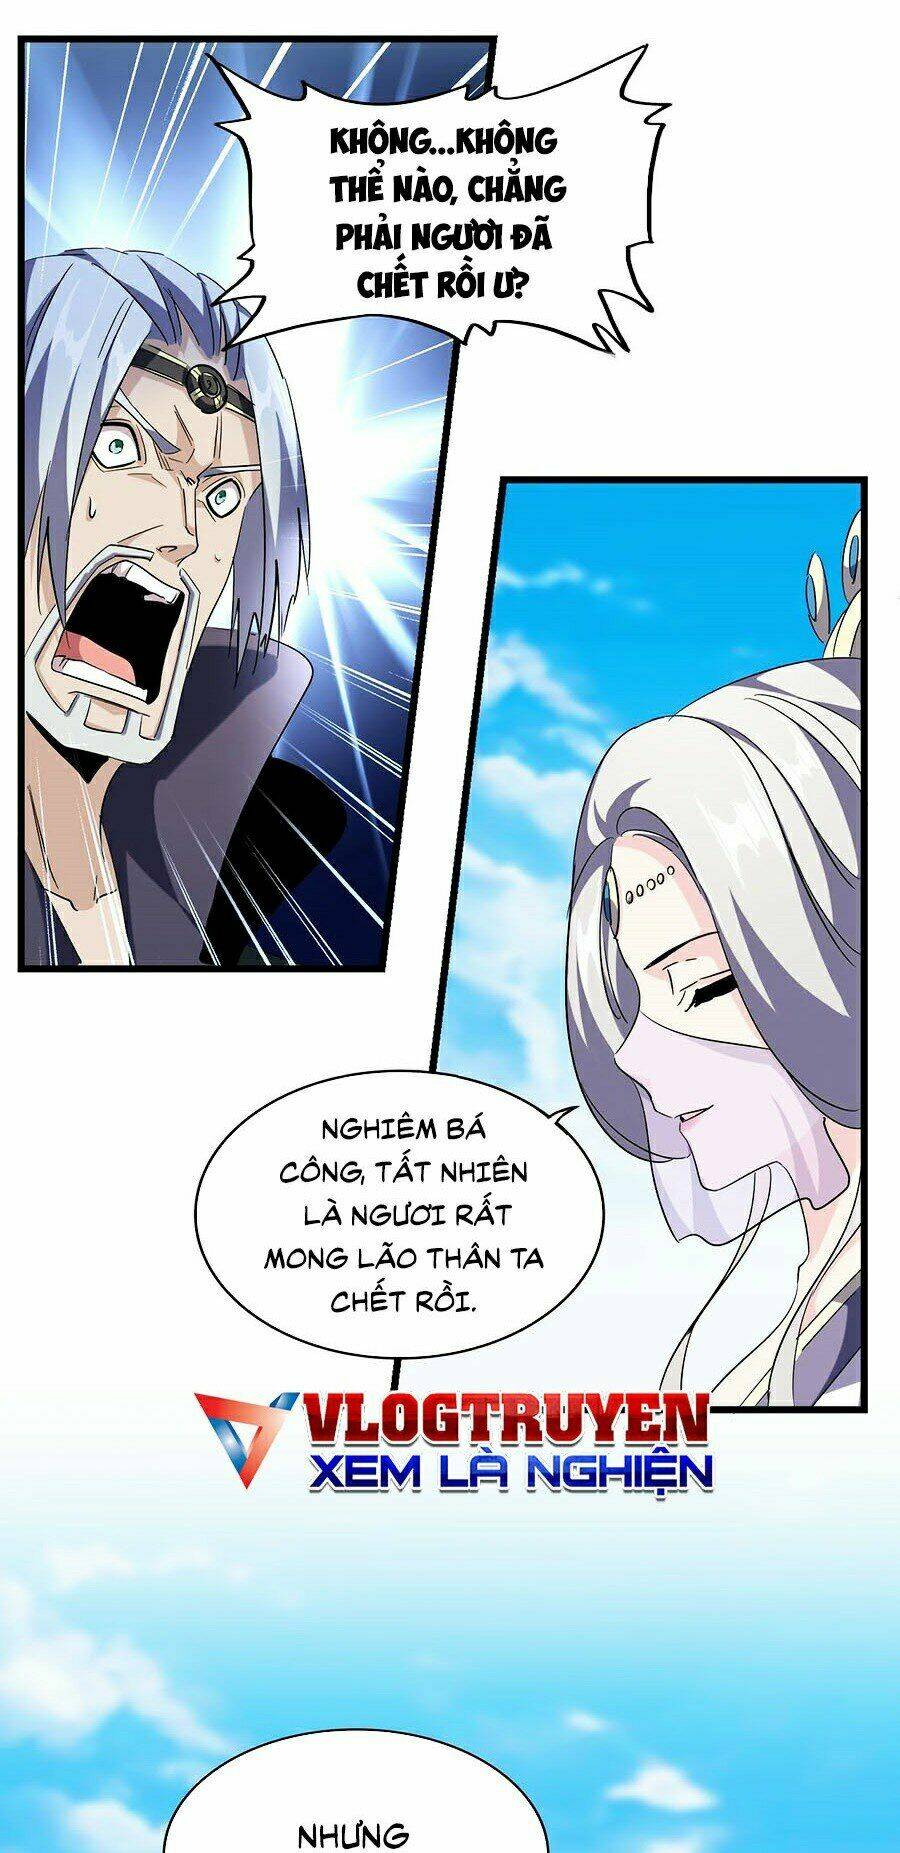 KHÔNG...KHÔNG
THỂ NÀO, CHẲNG
PHẢI NGƯƠI ĐÃ
CHẾT RỒI Ư?
NGHIÊM BÁ
CÔNG, TẤT NHIÊN
LÀ NGƯƠI RẤT
MONG LÃO THÂN TA
CHẾT RỒI.
VLOGTRUYEN
XEM LÀ NGHIỆN
NHƯNG